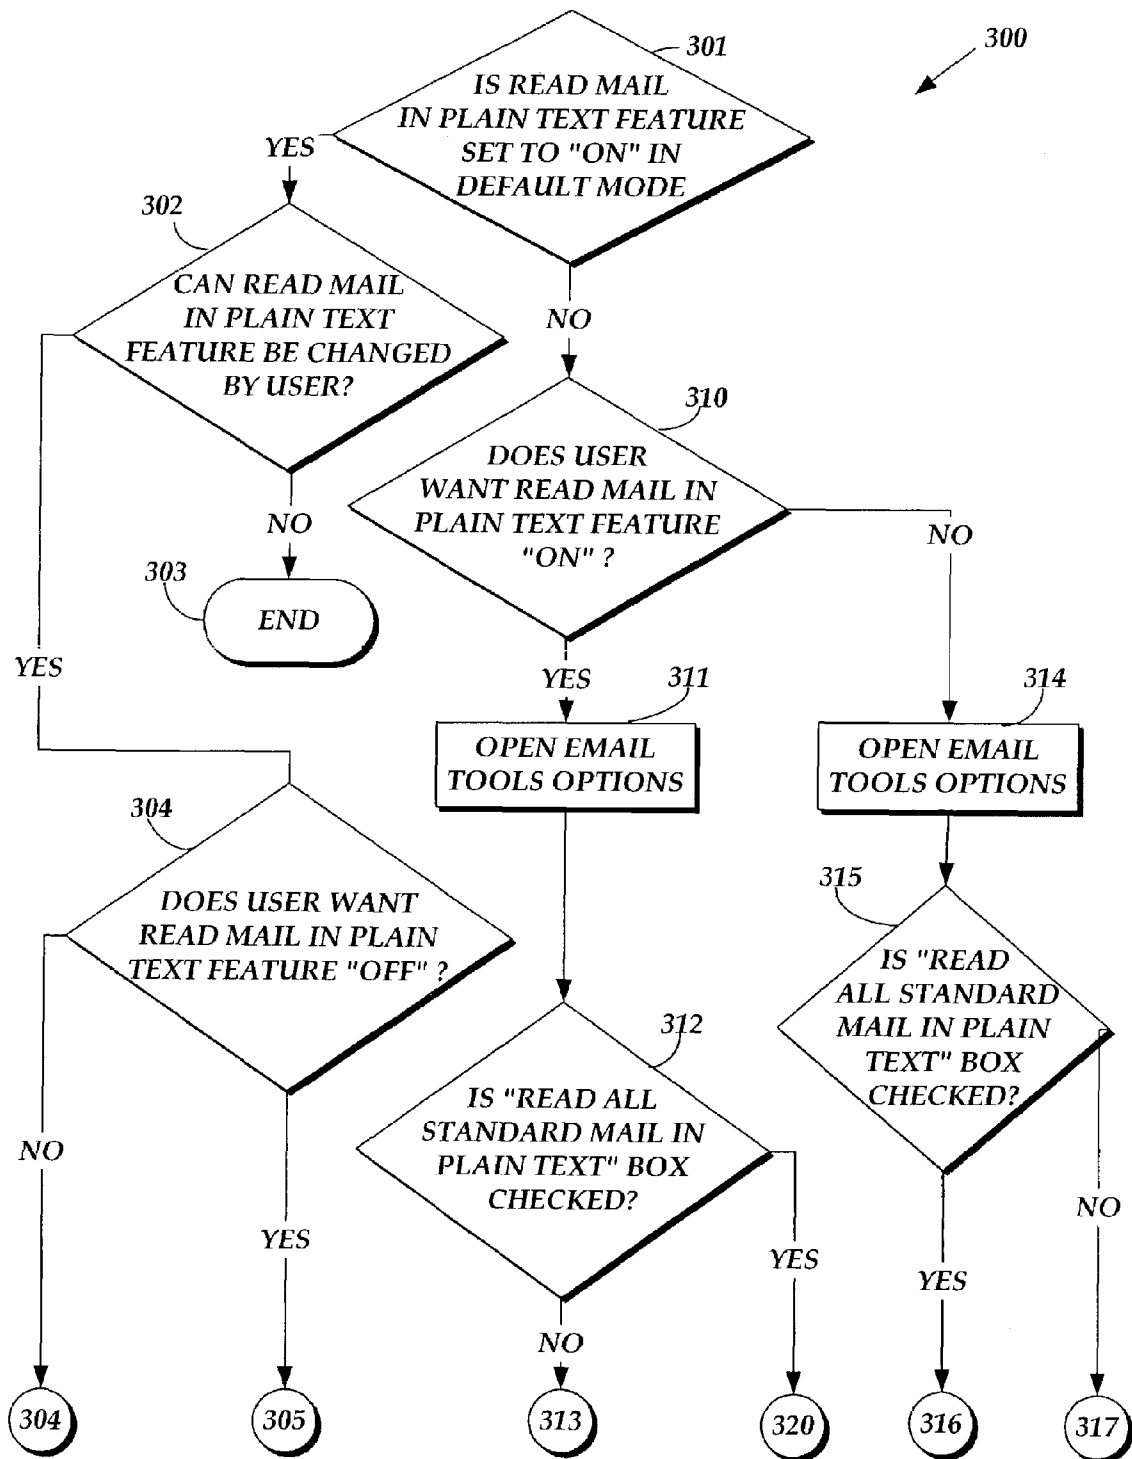 300
301
IS READ MAIL
IN PLAIN TEXT FEATURE
SET TO "ON" IN
DEFAULT MODE
YES
NO
302
CAN READ MAIL
IN PLAIN TEXT
FEATURE BE CHANGED
BY USER?
YES
NO
303
END
310
DOES USER
WANT READ MAIL IN
PLAIN TEXT FEATURE
"ON" ?
YES
NO
311
OPEN EMAIL
TOOLS OPTIONS
314
OPEN EMAIL
TOOLS OPTIONS
304
DOES USER WANT
READ MAIL IN PLAIN
TEXT FEATURE "OFF" ?
NO
YES
312
IS "READ ALL
STANDARD MAIL IN
PLAIN TEXT" BOX
CHECKED?
NO
YES
315
IS "READ
ALL STANDARD
MAIL IN PLAIN
TEXT" BOX
CHECKED?
YES
NO
304
305
313
320
316
317